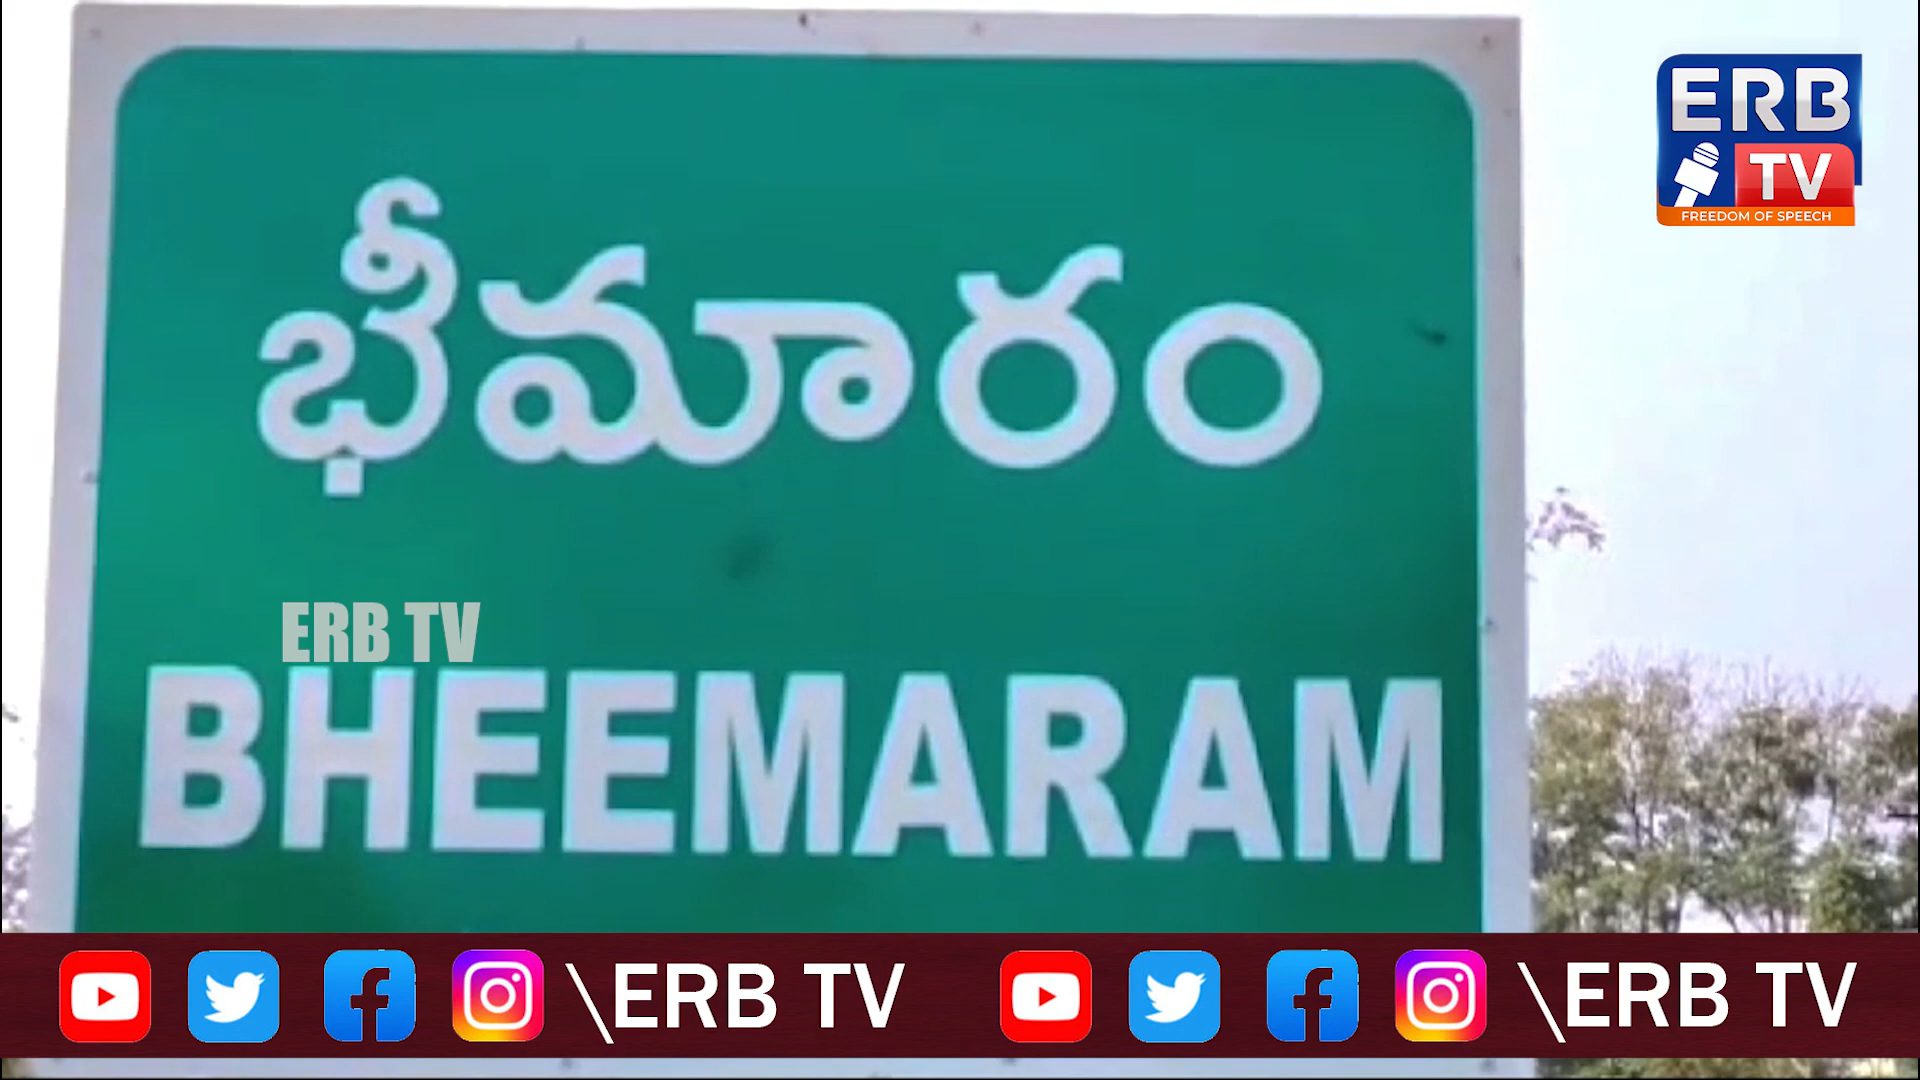 ERB
TV
FREEDOM OF SPEECH
భీమారం
ERB TV
BHEEMARAM
\ERB TV \ERB TV